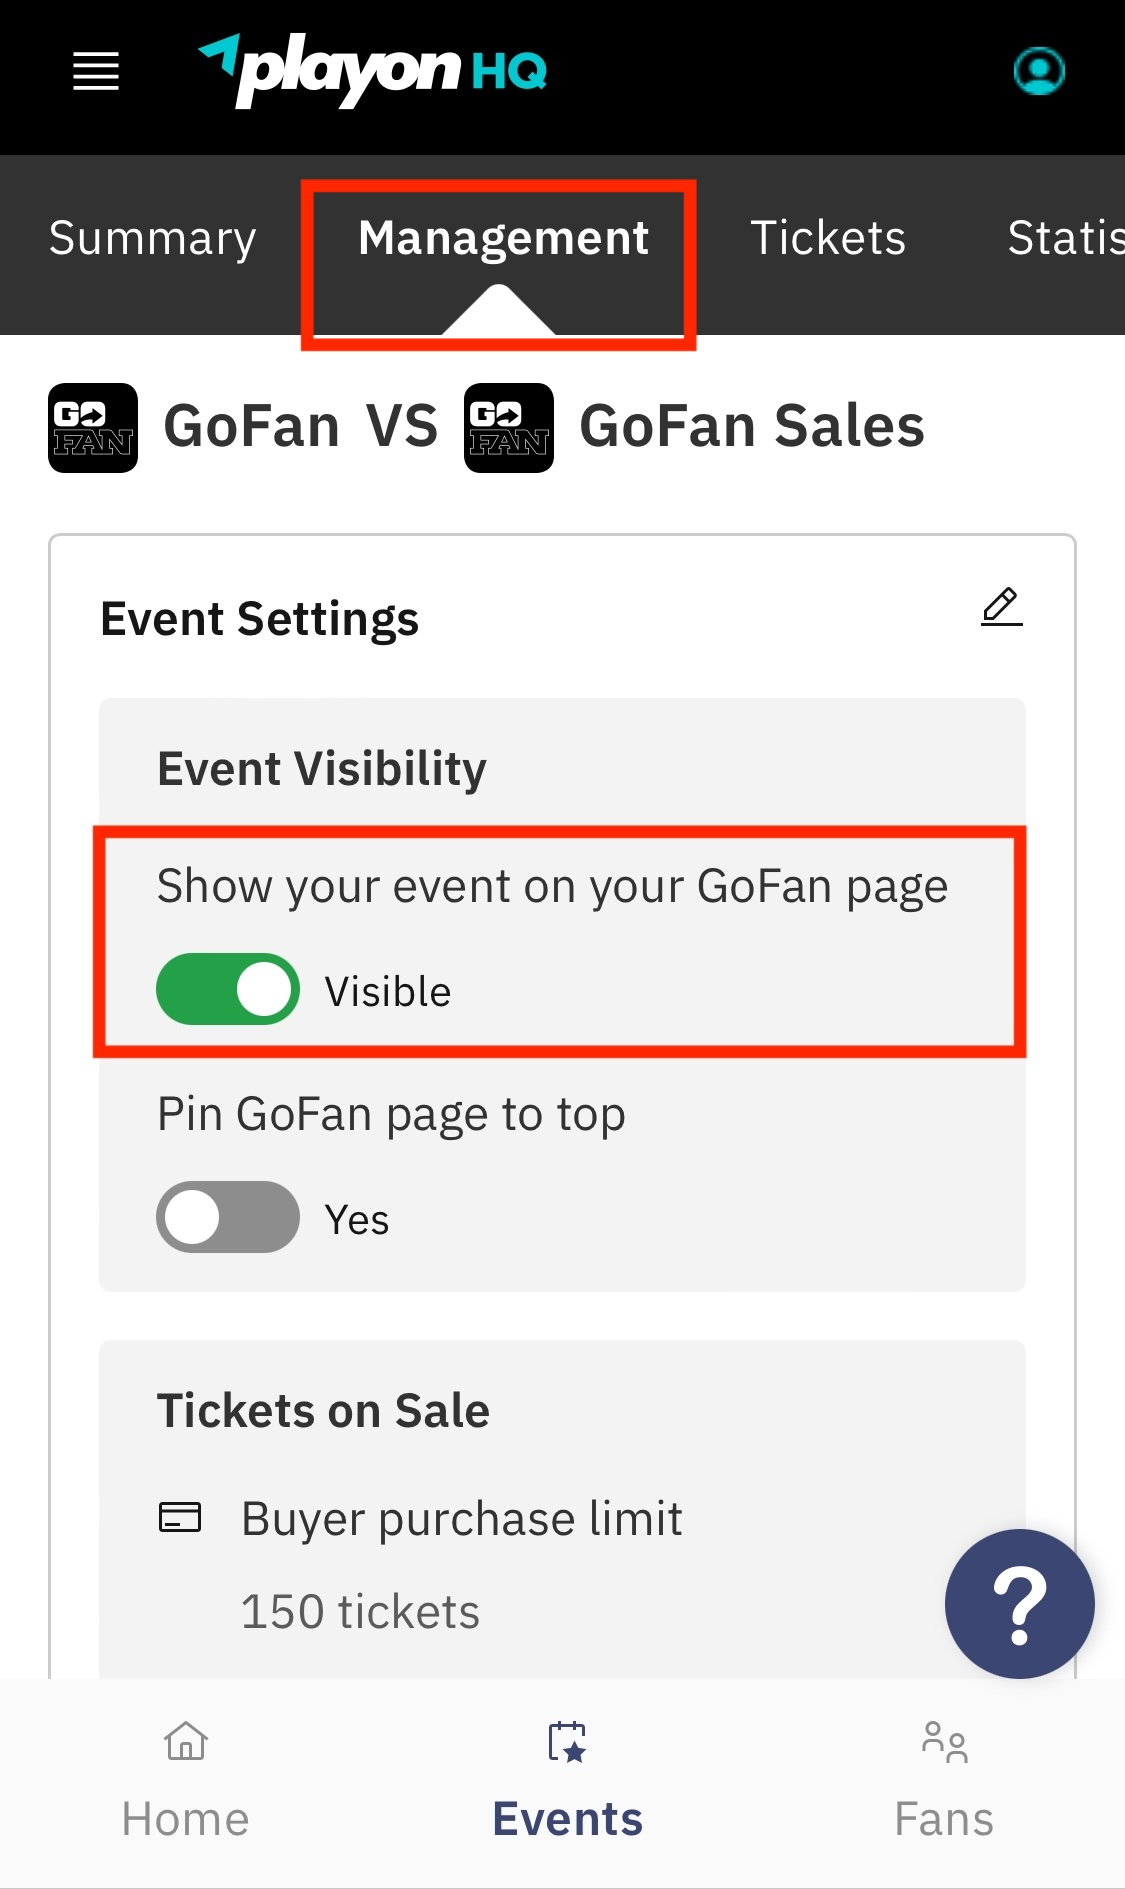 playon HQ
Summary Management Tickets Statis
GO FAN GoFan VS GO FAN GoFan Sales
Event Settings
Event Visibility
Show your event on your GoFan page
Visible
Pin GoFan page to top
Yes
Tickets on Sale
Buyer purchase limit
150 tickets
?
Home Events Fans